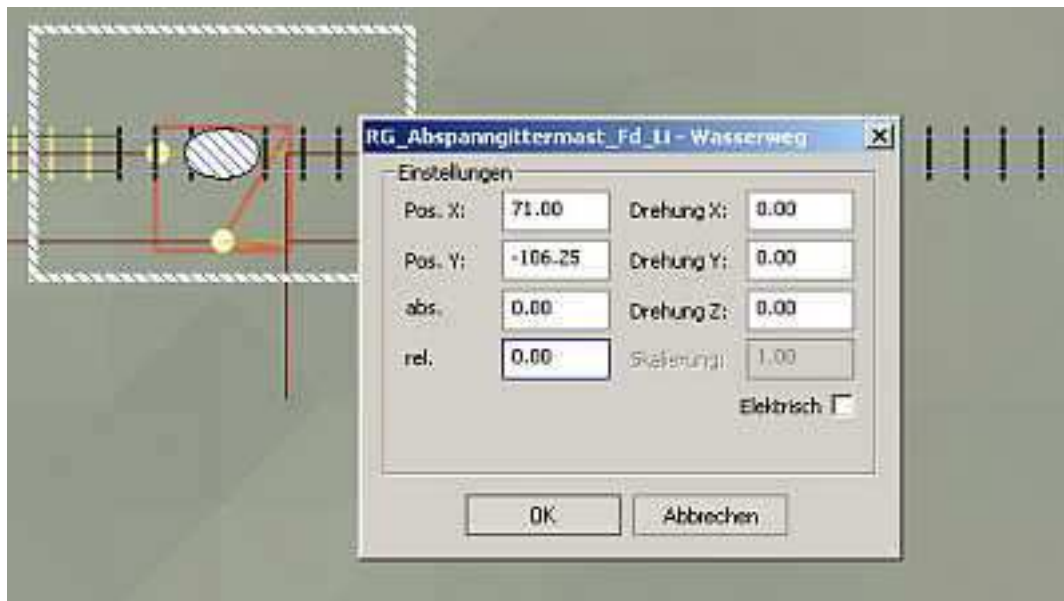 RG_Abspanngittermast_Fd_Li - Wasserweg
Einstellungen
Pos. X: 71.00 Drehung X: 0.00
Pos. Y: -106.25 Drehung Y: 0.00
abs. 0.00 Drehung Z: 0.00
rel. 0.00 Skalierung: 1.00
Elektrisch
OK Abbrechen